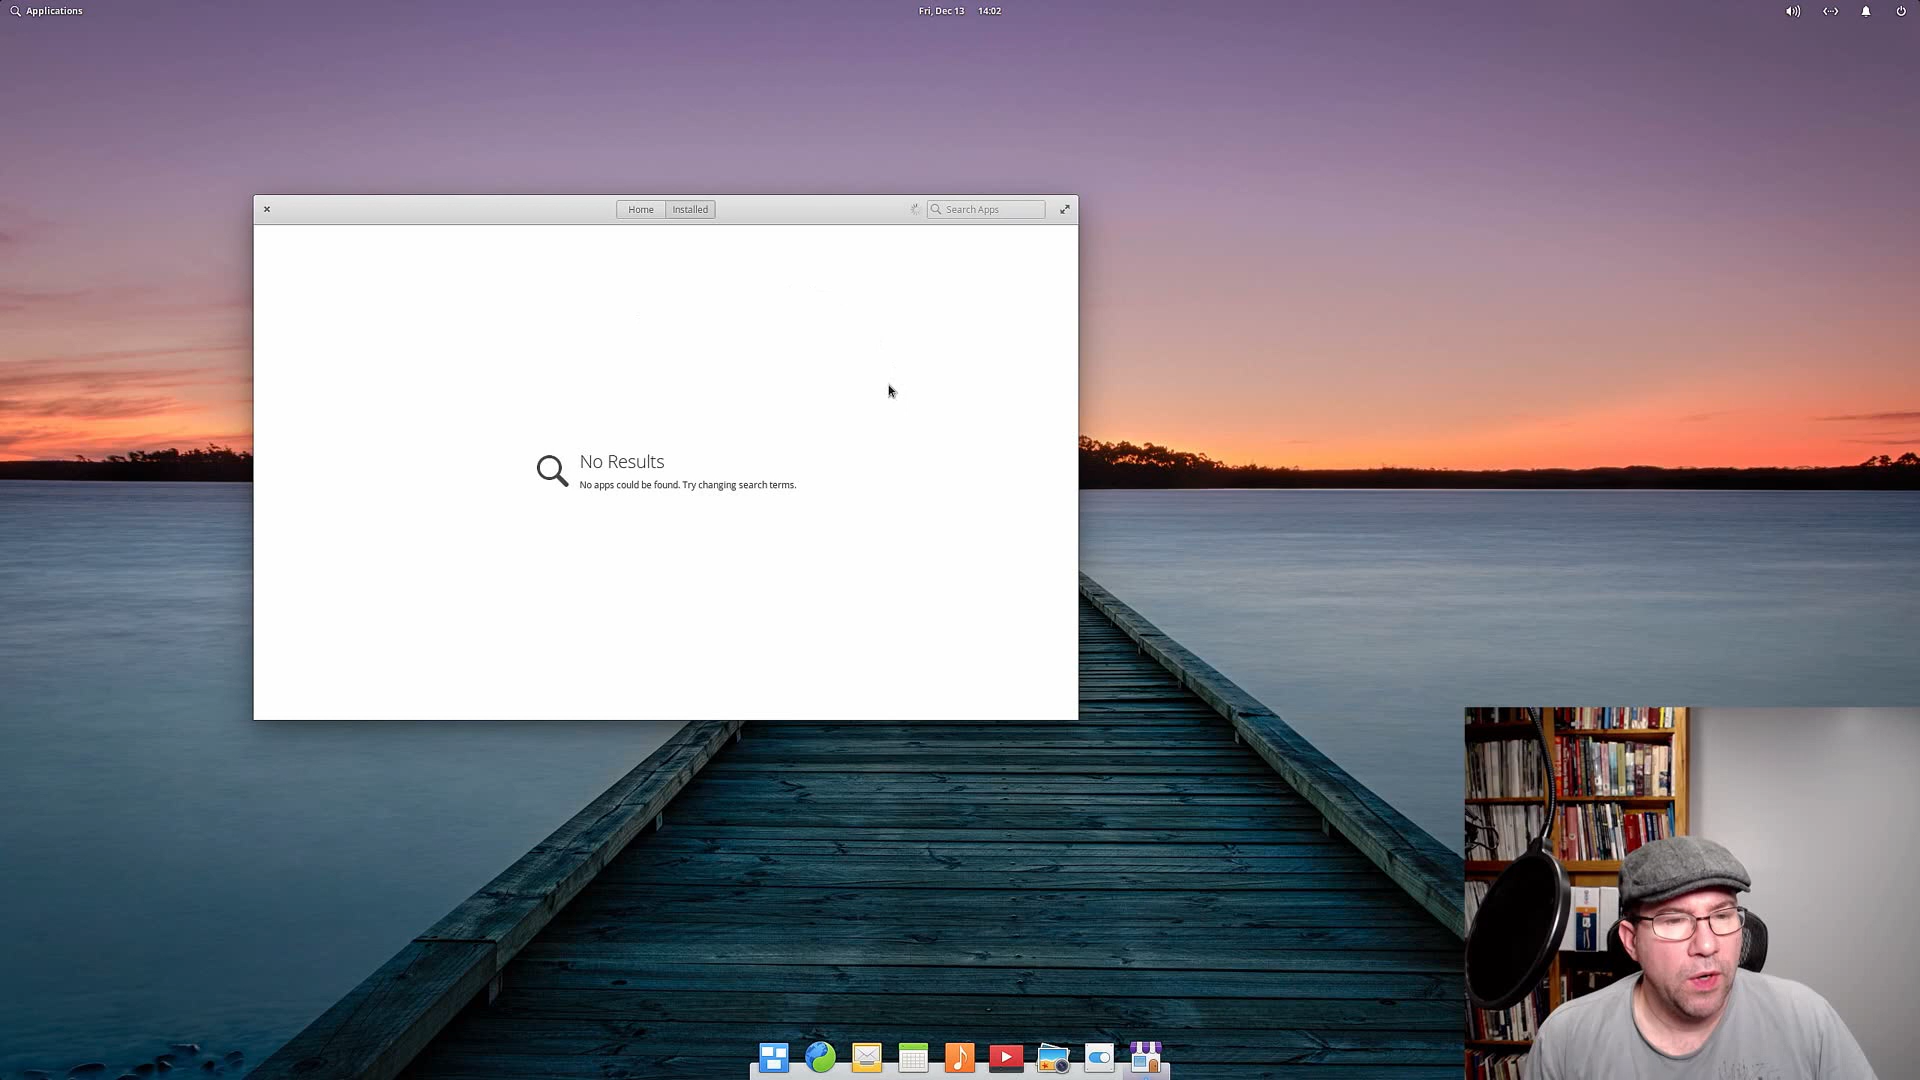 Applications
Fri, Dec 13 14:02
Home
Installed
Search Apps
No Results
No apps could be found. Try changing search terms.